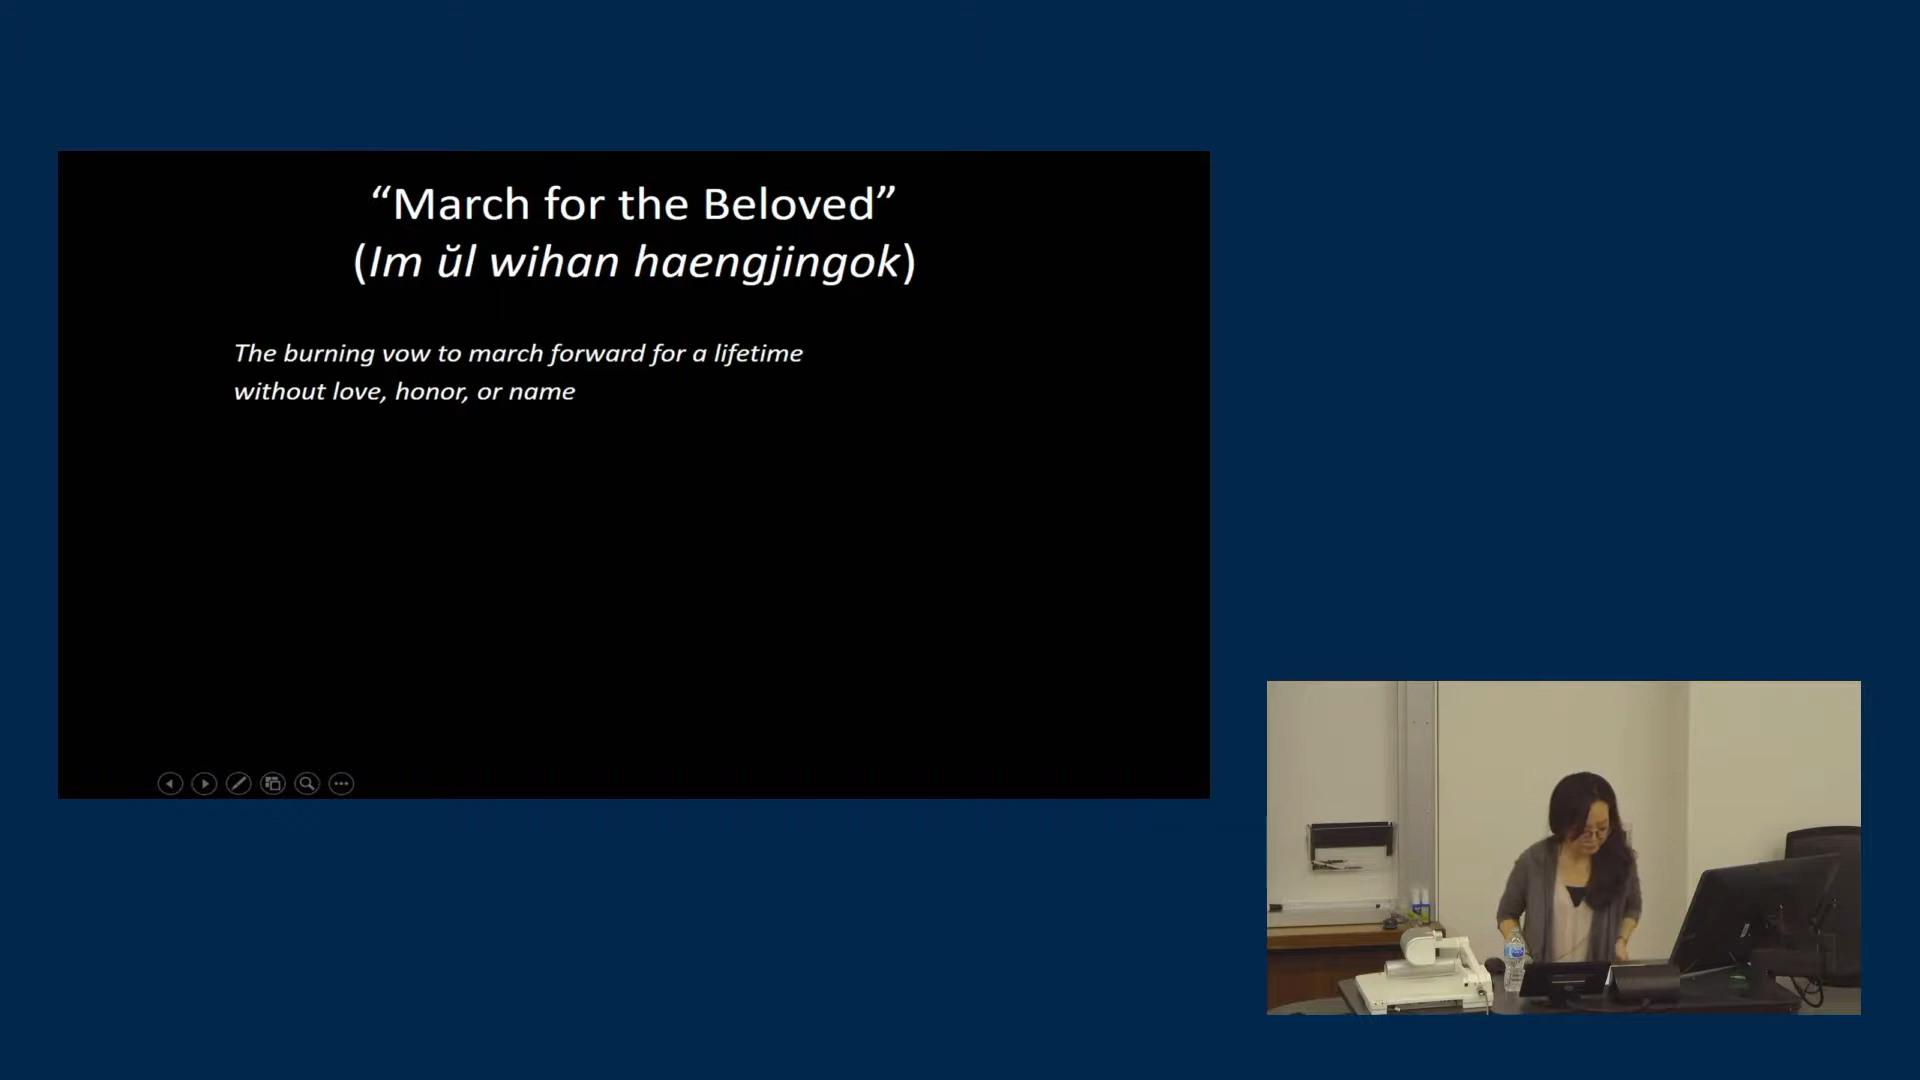 “March for the Beloved”
(Im ŭl wihan haengjingok)
The burning vow to march forward for a lifetime
without love, honor, or name